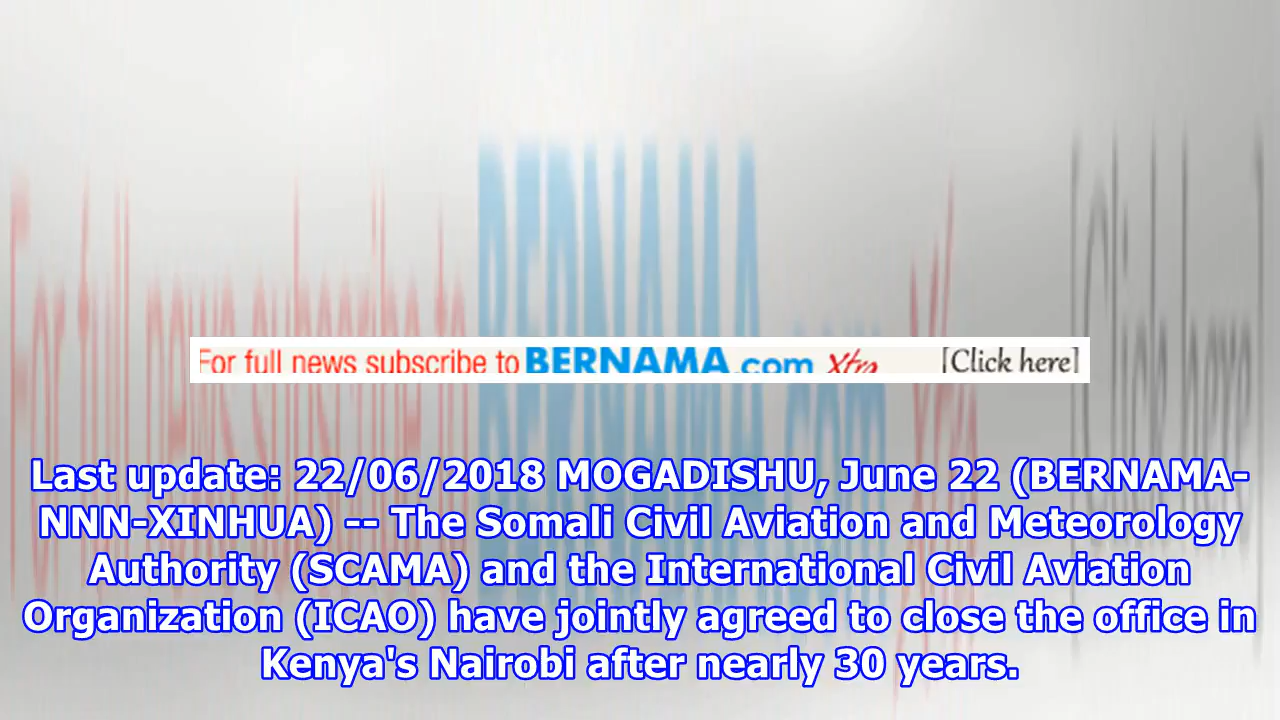 For full news subscribe to BERNAMA.com Xtra [Click here]
Last update: 22/06/2018 MOGADISHU, June 22 (BERNAMA-
NNN-XINHUA) -- The Somali Civil Aviation and Meteorology
Authority (SCAMA) and the International Civil Aviation
Organization (ICAO) have jointly agreed to close the office in
Kenya's Nairobi after nearly 30 years.